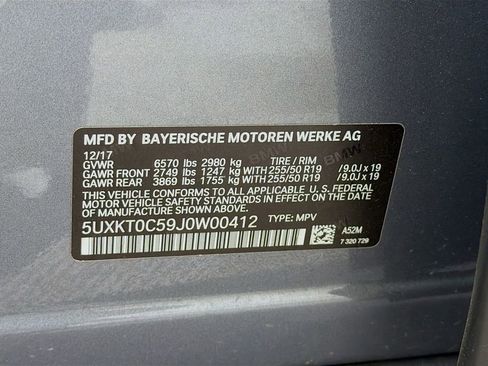 MFD BY BAYERISCHE MOTOREN WERKE AG
12/17
GVWR 6570 lbs 2980 kg TIRE / RIM
GAWR FRONT 2749 lbs 1247 kg 255/50 R19 / 9.0J x 19
GAWR REAR 3869 lbs 1755 kg 255/50 R19 / 9.0J x 19
THIS VEHICLE CONFORMS TO ALL APPLICABLE U. S. FEDERAL
MOTOR VEHICLE SAFETY STANDARDS IN EFFECT ON THE
DATE OF MANUFACTURE SHOWN ABOVE.
5UXKT0C59J0W00412 TYPE: MPV
A52M
7 320 729
BMW
BMW